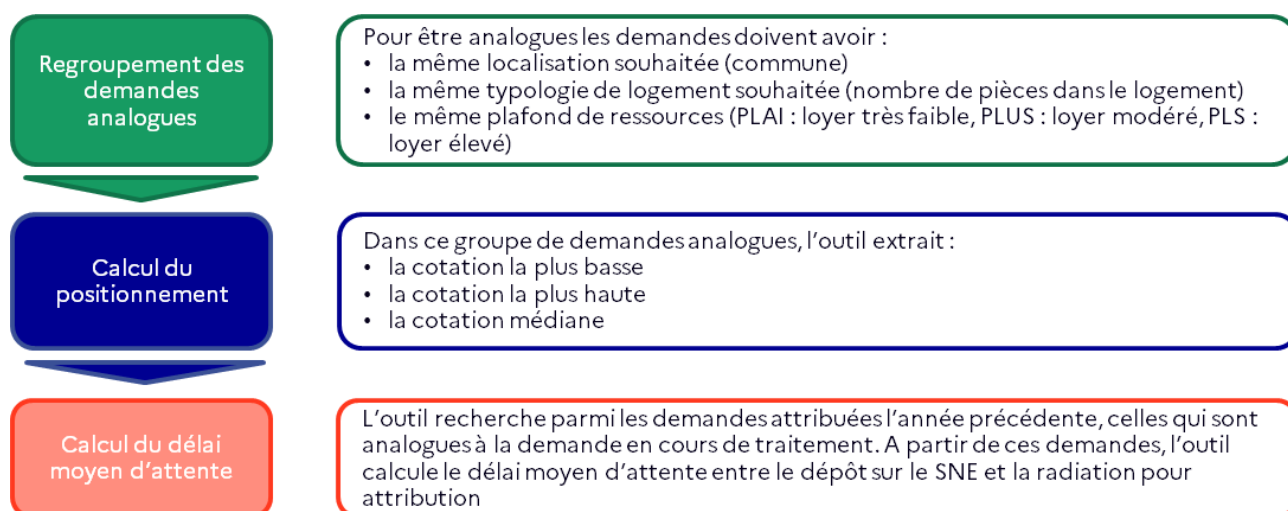 Regroupement des
demandes
analogues
Pour être analogues les demandes doivent avoir :
• la même localisation souhaitée (commune)
• la même typologie de logement souhaitée (nombre de pièces dans le logement)
• le même plafond de ressources (PLAI : loyer très faible, PLUS : loyer modéré, PLS :
loyer élevé)
Calcul du
positionnement
Dans ce groupe de demandes analogues, l’outil extrait :
• la cotation la plus basse
• la cotation la plus haute
• la cotation médiane
Calcul du délai
moyen d’attente
L’outil recherche parmi les demandes attribuées l’année précédente, celles qui sont
analogues à la demande en cours de traitement. A partir de ces demandes, l’outil
calcule le délai moyen d’attente entre le dépôt sur le SNE et la radiation pour
attribution